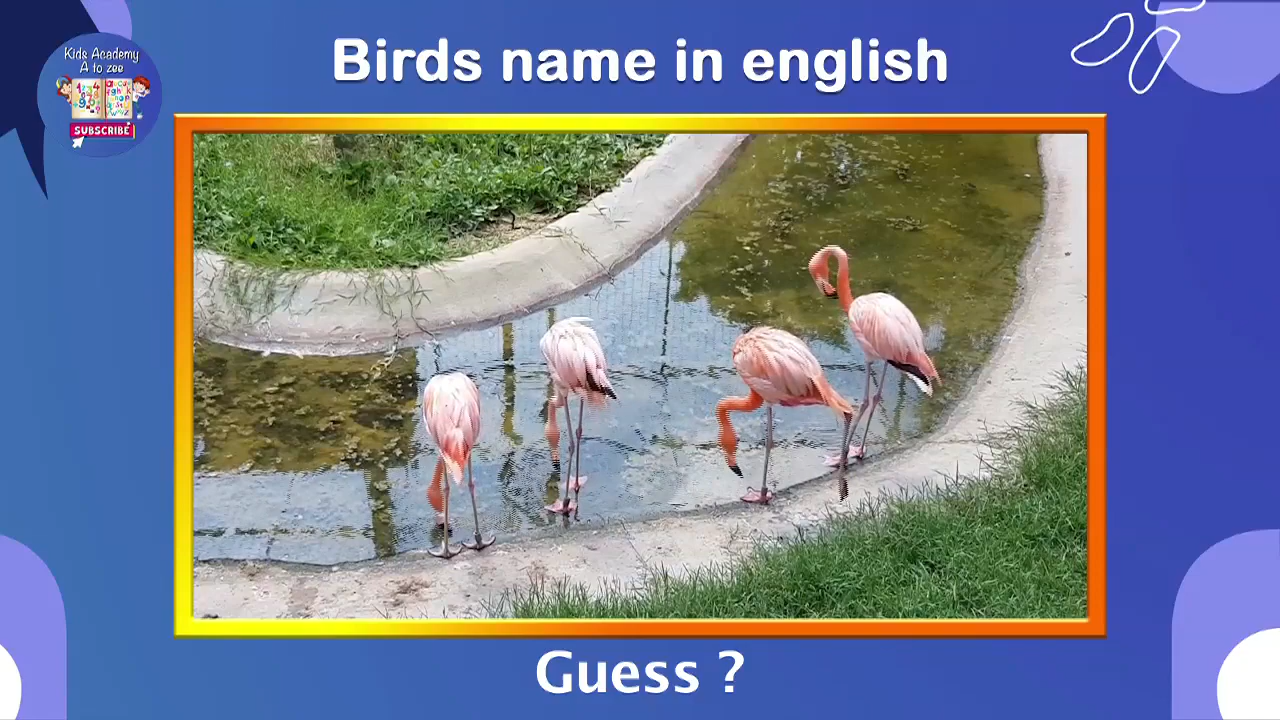 Birds name in english
Kids Academy
A to zee
SUBSCRIBE
Guess ?